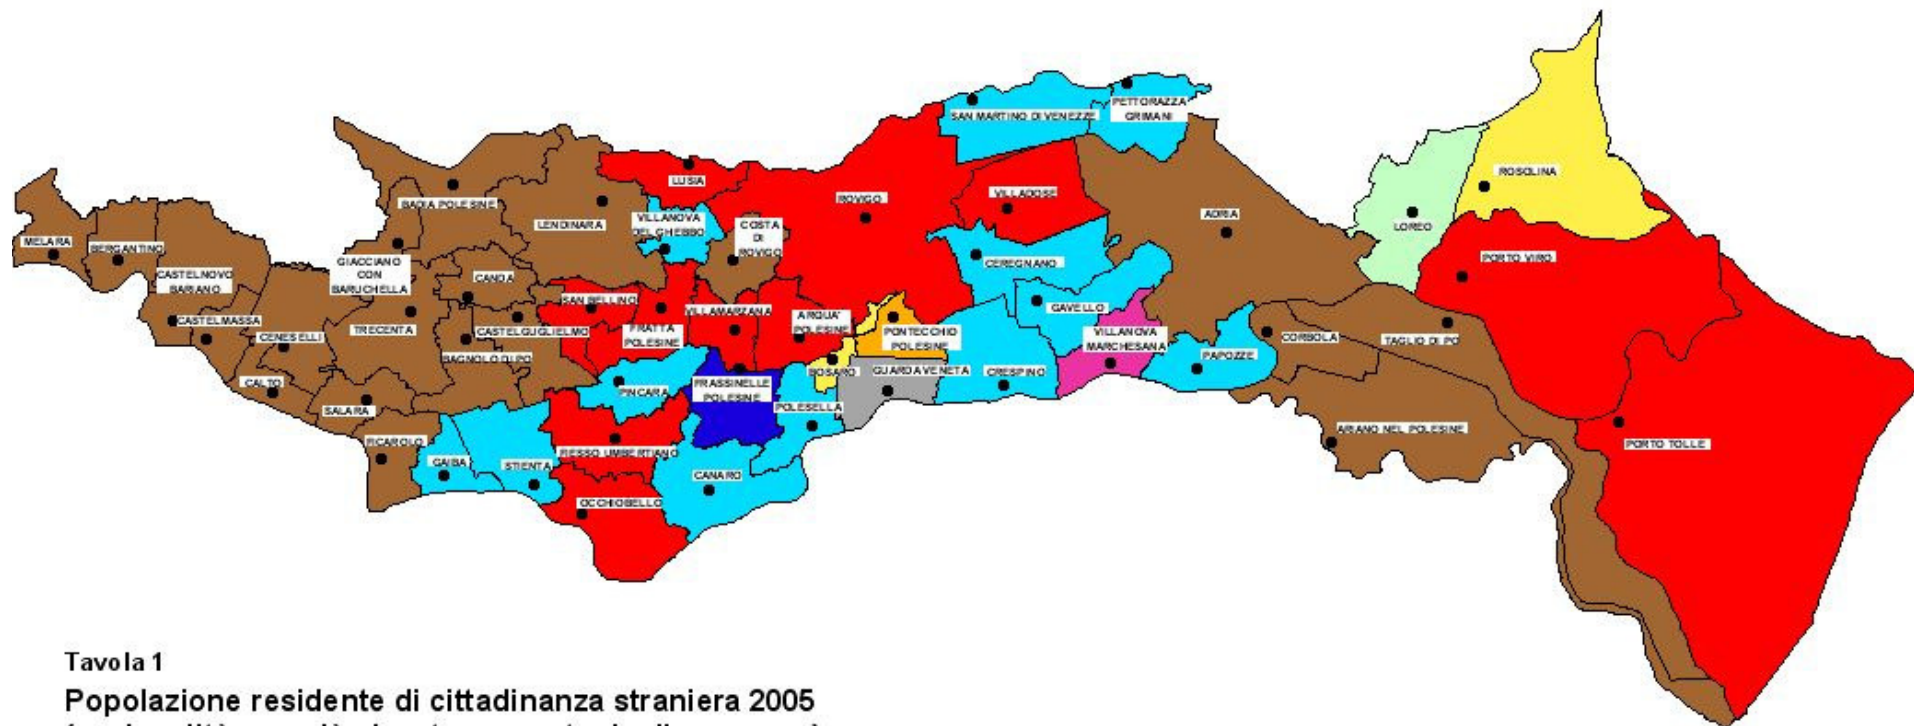 SAN MARTINO DI VENEZZE
PETTORAZZA
GRIMANI
LUSIA
ROSOLINA
BADIA POLESINE
VILLADOSE
ROVIGO
LENDINARA
VILLANOVA
DEL GHEBBO
COSTA
DI
ROVIGO
ADRIA
LOREO
MELARA
BERGANTINO
GIACCIANO
CON
BARUCHELLA
CEREGNANO
PORTO VIRO
CASTELNOVO
BARIANO
CANDA
SAN BELLINO
GAVELLO
CASTELMASSA
TRECENTA
CASTELGUGLIELMO
FRATTA
POLESINE
VILLAMARZANA
ARQUA'
POLESINE
PONTECCHIO
POLESINE
VILLANOVA
MARCHESANA
CENESELLI
CORBOLA
TAGLIO DI PO
BAGNOLO DI PO
PAPOZZE
CALTO
PINCARA
FRASSINELLE
POLESINE
BOSARO
GUARDA VENETA
CRESPINO
SALARA
POLESELLA
FICAROLO
ARIANO NEL POLESINE
FIESSO UMBERTIANO
PORTO TOLLE
GAIBA
STIENTA
CANARO
OCCHIOBELLO
Tavola 1
Popolazione residente di cittadinanza straniera 2005